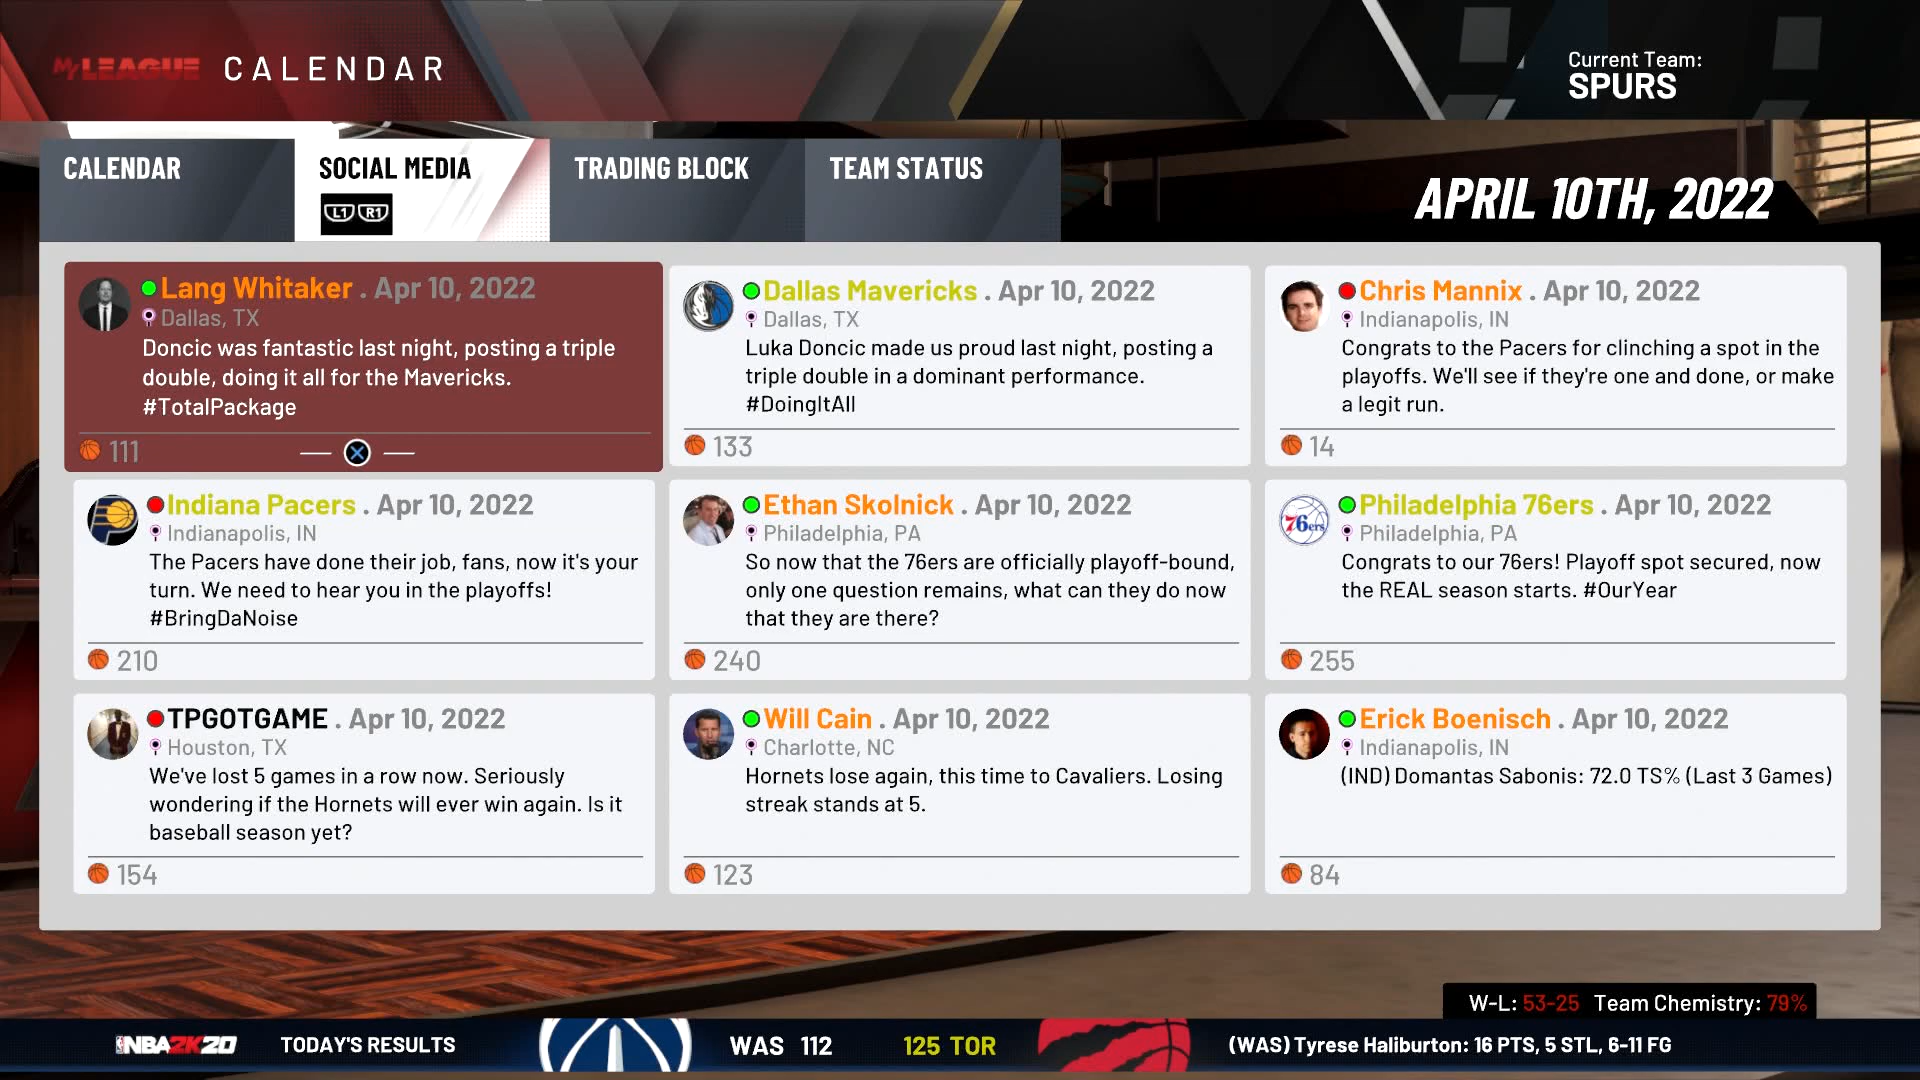 MyLEAGUE CALENDAR
Current Team:
SPURS
CALENDAR
SOCIAL MEDIA
L1 R1
TRADING BLOCK
TEAM STATUS
APRIL 10TH, 2022
Lang Whitaker . Apr 10, 2022
Dallas, TX
Doncic was fantastic last night, posting a triple
double, doing it all for the Mavericks.
#TotalPackage
111
Dallas Mavericks . Apr 10, 2022
Dallas, TX
Luka Doncic made us proud last night, posting a
triple double in a dominant performance.
#DoingItAll
133
Chris Mannix . Apr 10, 2022
Indianapolis, IN
Congrats to the Pacers for clinching a spot in the
playoffs. We'll see if they're one and done, or make
a legit run.
14
Indiana Pacers . Apr 10, 2022
Indianapolis, IN
The Pacers have done their job, fans, now it's your
turn. We need to hear you in the playoffs!
#BringDaNoise
210
Ethan Skolnick . Apr 10, 2022
Philadelphia, PA
So now that the 76ers are officially playoff-bound,
only one question remains, what can they do now
that they are there?
240
76ers
Philadelphia 76ers . Apr 10, 2022
Philadelphia, PA
Congrats to our 76ers! Playoff spot secured, now
the REAL season starts. #OurYear
255
TPGOTGAME . Apr 10, 2022
Houston, TX
We've lost 5 games in a row now. Seriously
wondering if the Hornets will ever win again. Is it
baseball season yet?
154
Will Cain . Apr 10, 2022
Charlotte, NC
Hornets lose again, this time to Cavaliers. Losing
streak stands at 5.
123
Erick Boenisch . Apr 10, 2022
Indianapolis, IN
(IND) Domantas Sabonis: 72.0 TS% (Last 3 Games)
84
W-L: 53-25 Team Chemistry: 79%
NBA2K20 TODAY'S RESULTS WAS 112 125 TOR (WAS) Tyrese Haliburton: 16 PTS, 5 STL, 6-11 FG